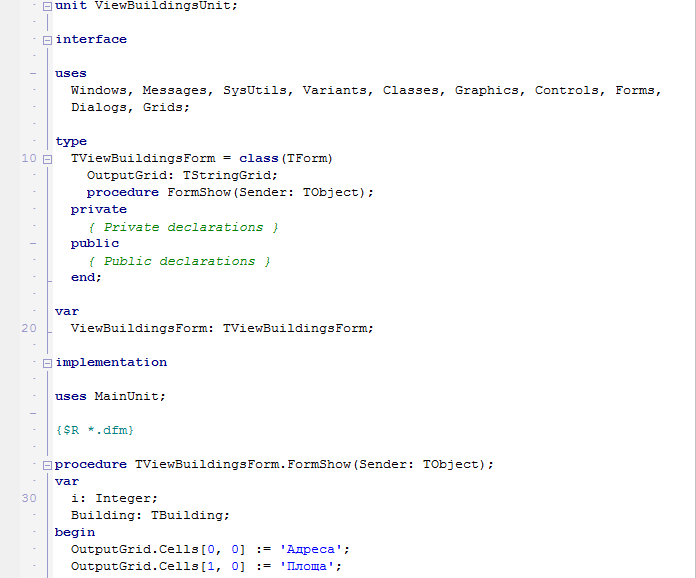 unit ViewBuildingsUnit;
interface
uses
Windows, Messages, SysUtils, Variants, Classes, Graphics, Controls, Forms,
Dialogs, Grids;
type
10 TViewBuildingsForm = class(TForm)
OutputGrid: TStringGrid;
procedure FormShow(Sender: TObject);
private
{ Private declarations }
public
{ Public declarations }
end;
var
20 ViewBuildingsForm: TViewBuildingsForm;
implementation
uses MainUnit;
{$R *.dfm}
procedure TViewBuildingsForm.FormShow(Sender: TObject);
var
30 i: Integer;
Building: TBuilding;
begin
OutputGrid.Cells[0, 0] := 'Адреса';
OutputGrid.Cells[1, 0] := 'Площа';